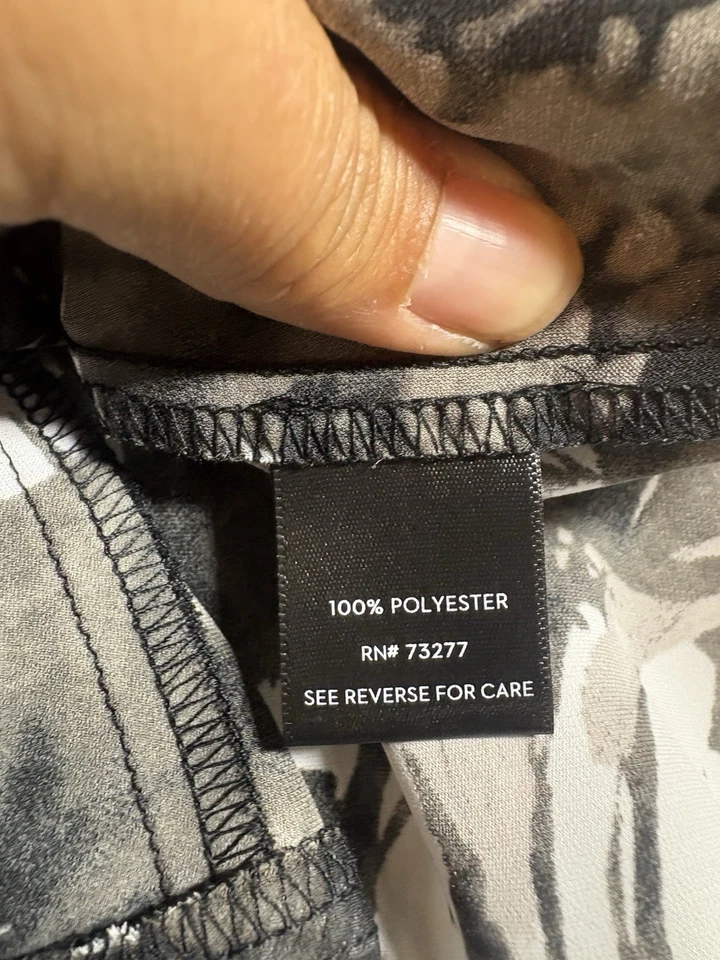 100% POLYESTER
RN# 73277
SEE REVERSE FOR CARE